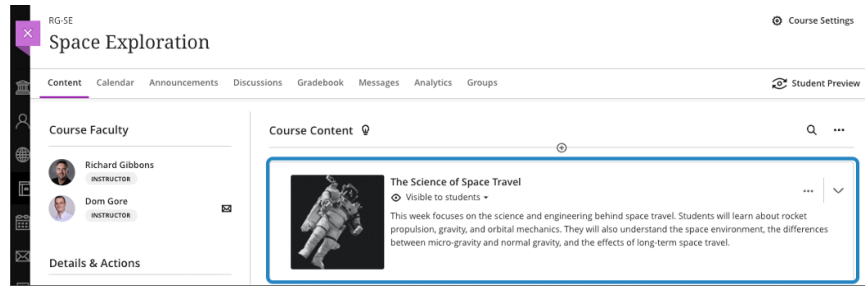 RG-SE
Space Exploration
Course Settings
Content Calendar Announcements Discussions Gradebook Messages Analytics Groups
Student Preview
Course Faculty
Richard Gibbons
INSTRUCTOR
Dom Gore
INSTRUCTOR
Details & Actions
Course Content
The Science of Space Travel
Visible to students
This week focuses on the science and engineering behind space travel. Students will learn about rocket
propulsion, gravity, and orbital mechanics. They will also understand the space environment, the differences
between micro-gravity and normal gravity, and the effects of long-term space travel.